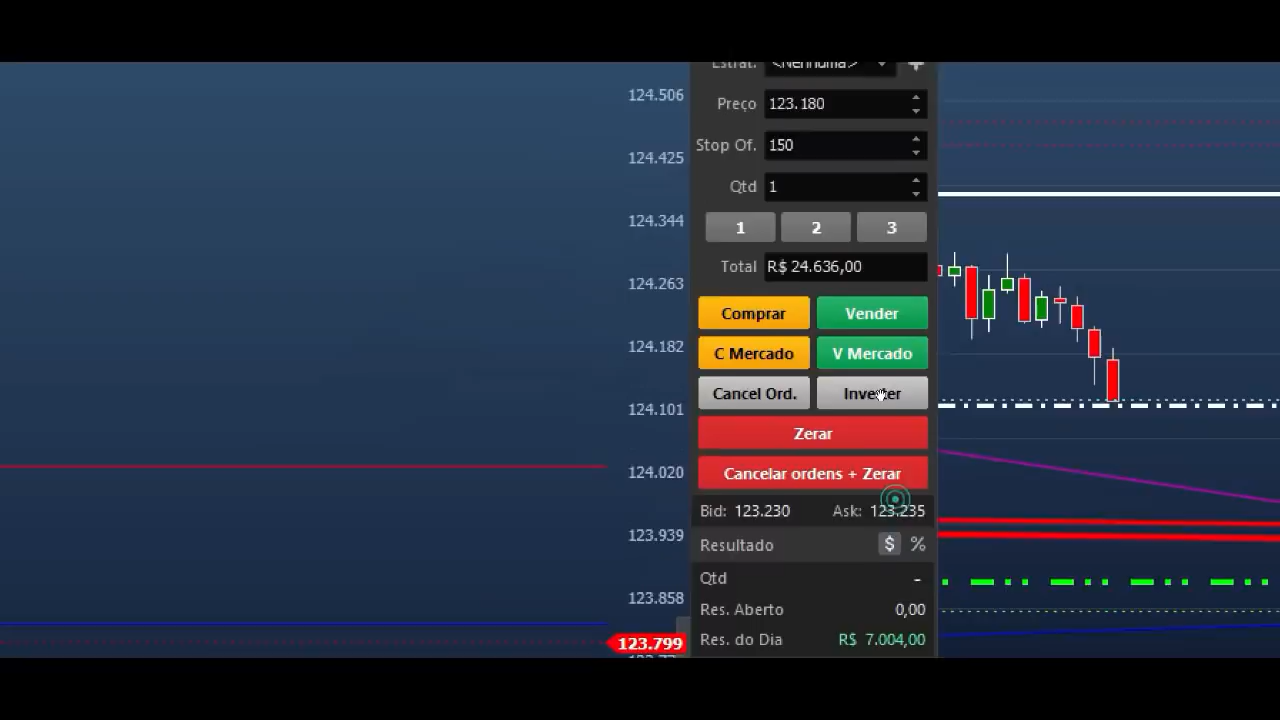 Estrat. <Nenhuma>
124.506
Preço 123.180
Stop Of. 150
124.425
Qtd 1
124.344
1 2 3
Total R$ 24.636,00
124.263
Comprar Vender
124.182
C Mercado V Mercado
Cancel Ord. Inverter
124.101
Zerar
124.020
Cancelar ordens + Zerar
Bid: 123.230 Ask: 123.235
123.939
Resultado $ %
Qtd -
123.858
Res. Aberto 0,00
Res. do Dia R$ 7.004,00
123.799